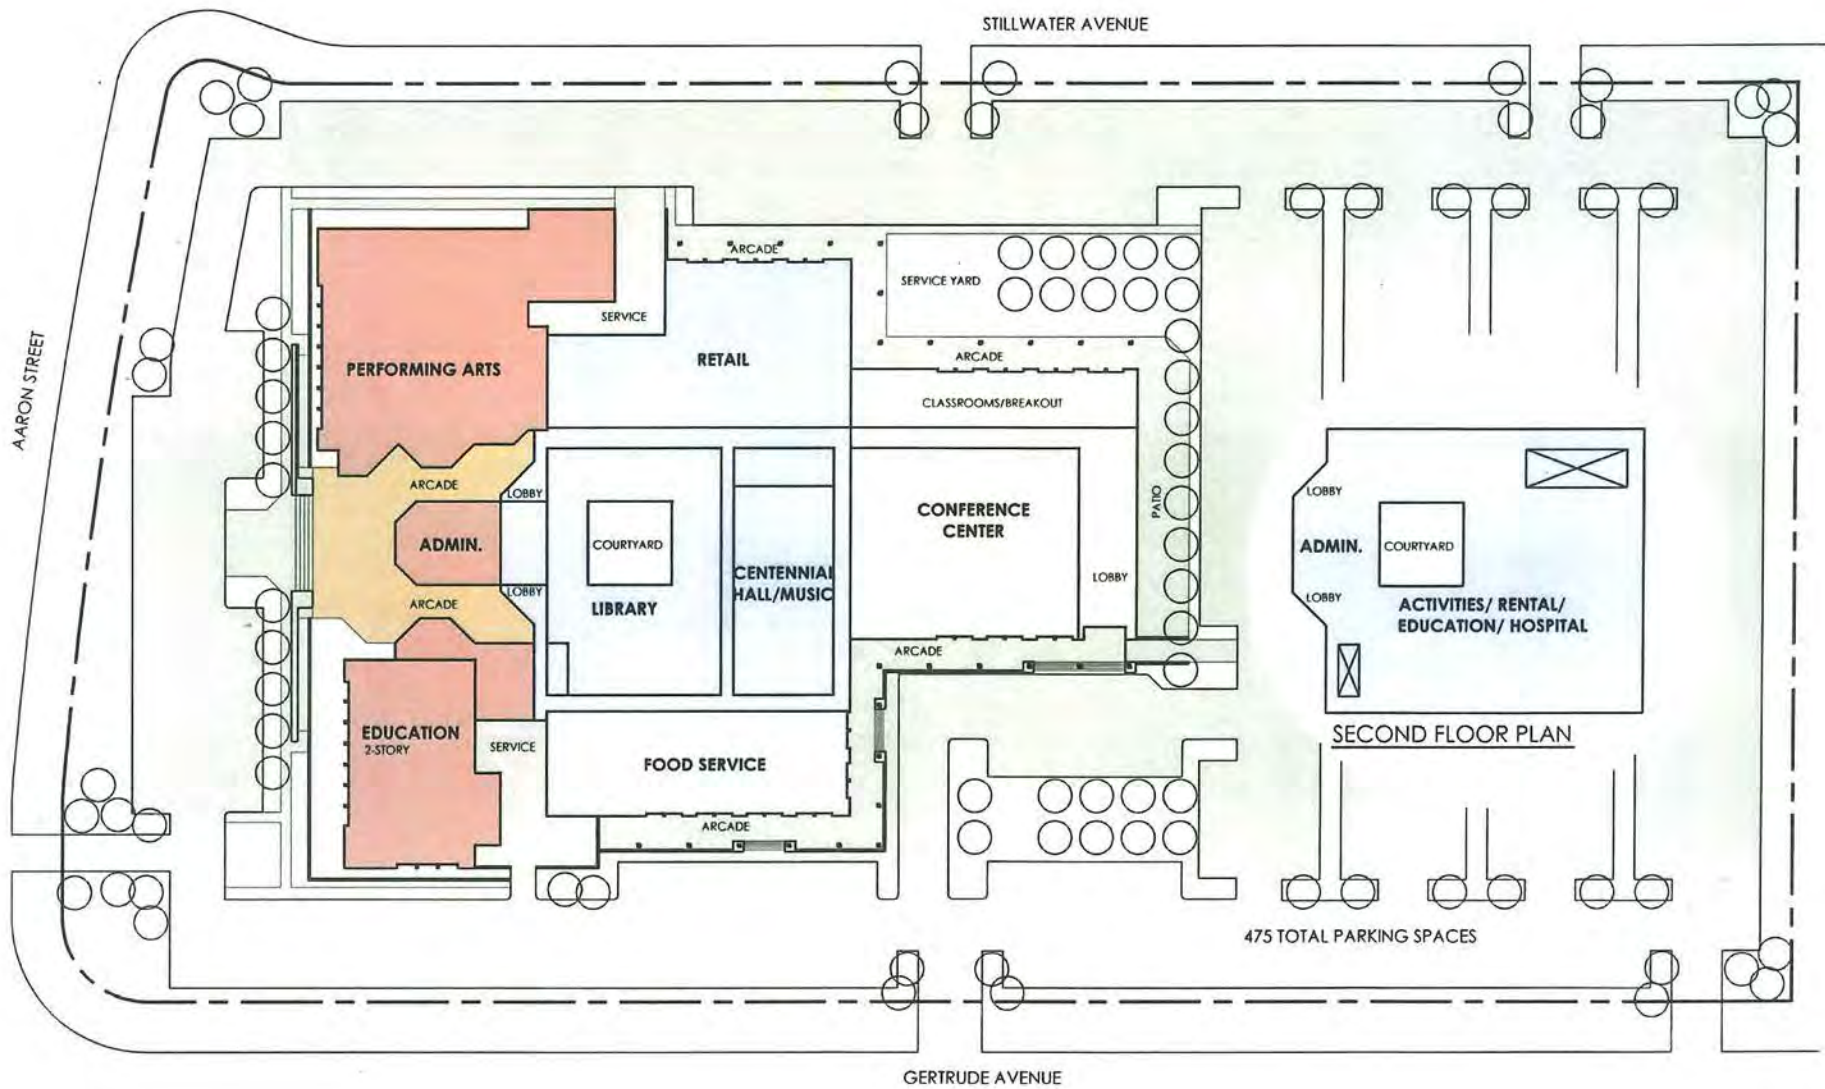 STILLWATER AVENUE
AARON STREET
ARCADE
SERVICE YARD
SERVICE
PERFORMING ARTS
RETAIL
ARCADE
CLASSROOMS/BREAKOUT
ARCADE
LOBBY
CONFERENCE
CENTER
PATIO
ADMIN.
COURTYARD
CENTENNIAL
HALL/MUSIC
LOBBY
ARCADE
LOBBY
LIBRARY
ARCADE
EDUCATION
2-STORY
SERVICE
FOOD SERVICE
ARCADE
LOBBY
ADMIN.
COURTYARD
LOBBY
ACTIVITIES/ RENTAL/
EDUCATION/ HOSPITAL
SECOND FLOOR PLAN
475 TOTAL PARKING SPACES
GERTRUDE AVENUE